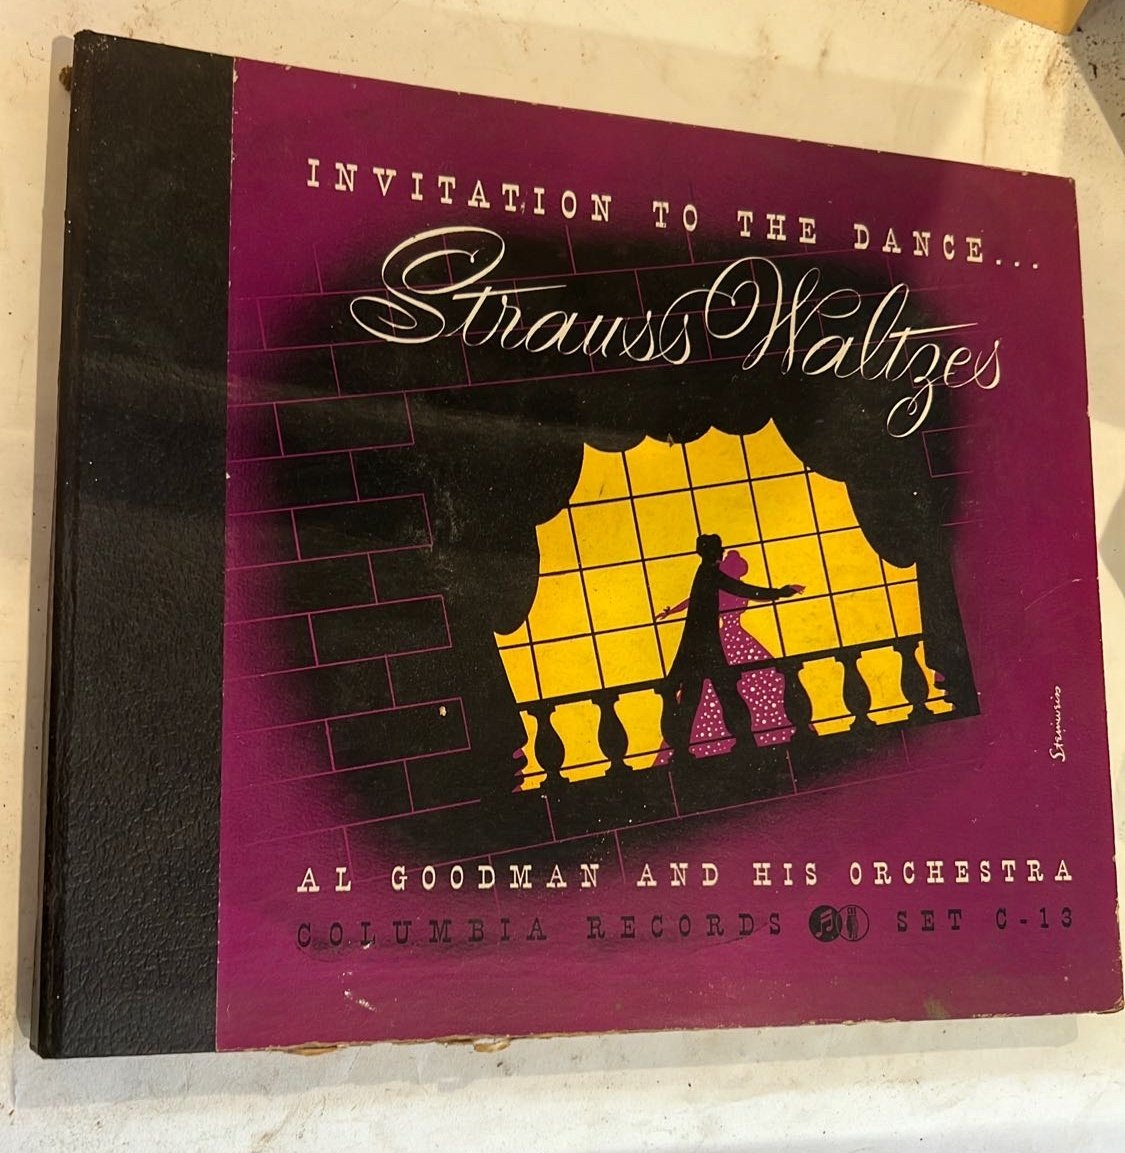 INVITATION TO THE DANCE...
Strauss Waltzes
Steinweiss
AL GOODMAN AND HIS ORCHESTRA
COLUMBIA RECORDS SET C-13